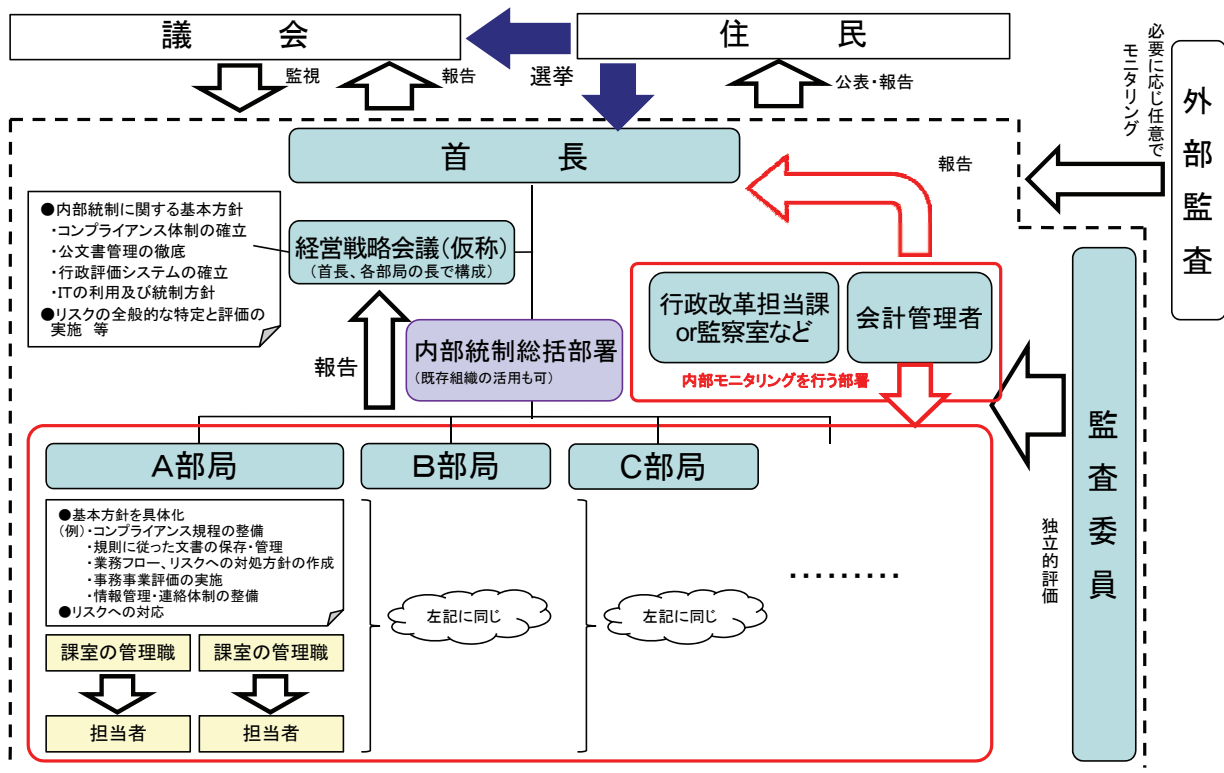 議　会
住　民
選挙
監視
報告
公表・報告
必要に応じ任意で
モニタリング
外部監査
首　長
報告
●内部統制に関する基本方針
・コンプライアンス体制の確立
・公文書管理の徹底
・行政評価システムの確立
・ITの利用及び統制方針
●リスクの全般的な特定と評価の
実施　等
経営戦略会議(仮称)
(首長、各部局の長で構成)
報告
内部統制総括部署
(既存組織の活用も可)
行政改革担当課
or監察室など
会計管理者
内部モニタリングを行う部署
監査委員
独立的評価
A部局
B部局
C部局
●基本方針を具体化
(例)・コンプライアンス規程の整備
・規則に従った文書の保存・管理
・業務フロー、リスクへの対処方針の作成
・事務事業評価の実施
・情報管理・連絡体制の整備
●リスクへの対応
左記に同じ
左記に同じ
・・・・・・・・・
課室の管理職
課室の管理職
担当者
担当者